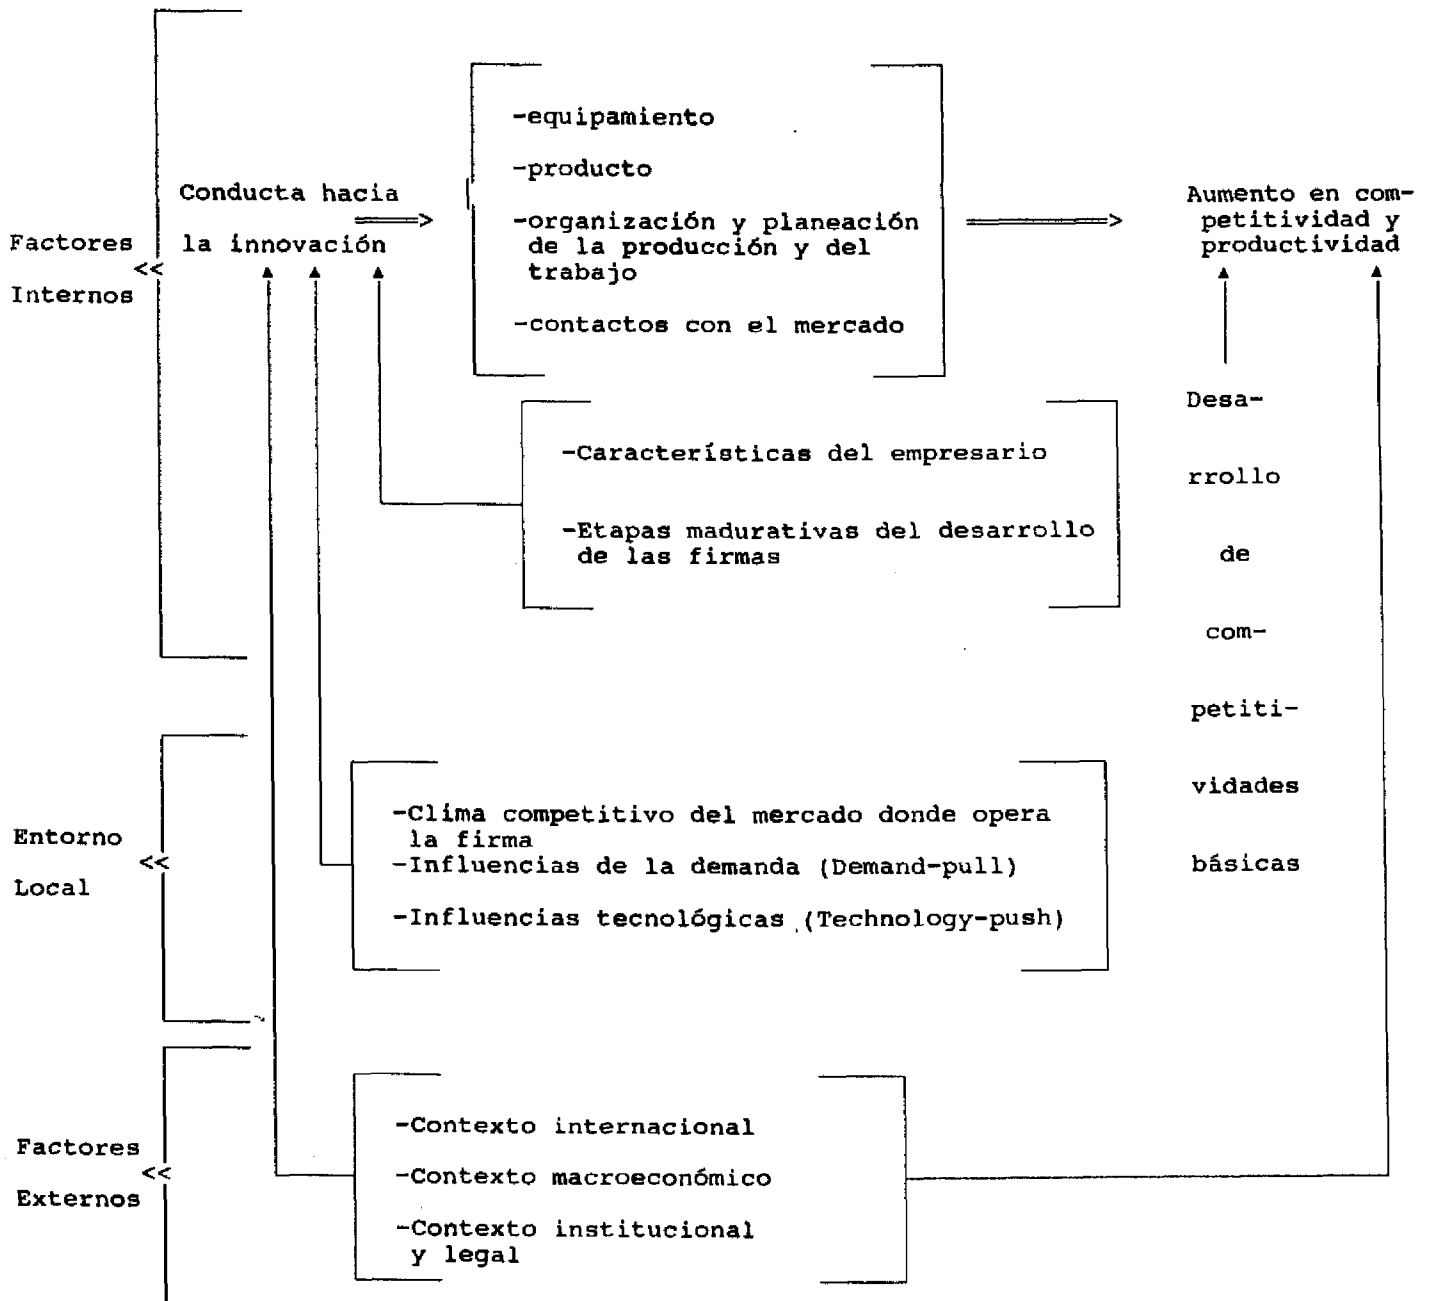 Factores
Internos
Conducta hacia
la innovación
-equipamiento
-producto
-organización y planeación
de la producción y del
trabajo
-contactos con el mercado
Aumento en com-
petitividad y
productividad
-Características del empresario
-Etapas madurativas del desarrollo
de las firmas
Desa-
rrollo
de
com-
petiti-
vidades
básicas
Entorno
Local
-Clima competitivo del mercado donde opera
la firma
-Influencias de la demanda (Demand-pull)
-Influencias tecnológicas (Technology-push)
Factores
Externos
-Contexto internacional
-Contexto macroeconómico
-Contexto institucional
y legal